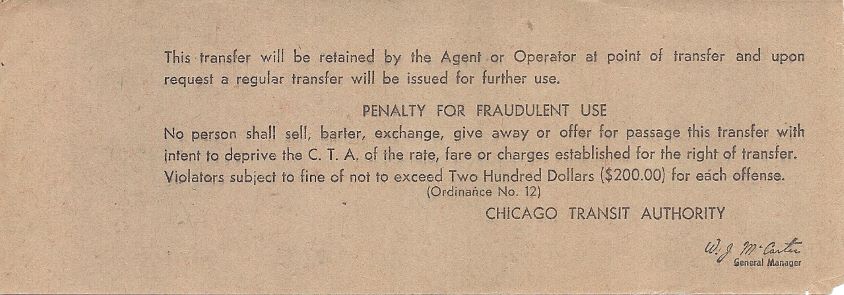 This transfer will be retained by the Agent or Operator at point of transfer and upon
request a regular transfer will be issued for further use.
PENALTY FOR FRAUDULENT USE
No person shall sell, barter, exchange, give away or offer for passage this transfer with
intent to deprive the C. T. A. of the rate, fare or charges established for the right of transfer.
Violators subject to fine of not to exceed Two Hundred Dollars ($200.00) for each offense.
(Ordinance No. 12)
CHICAGO TRANSIT AUTHORITY
W. J. McCarter
General Manager